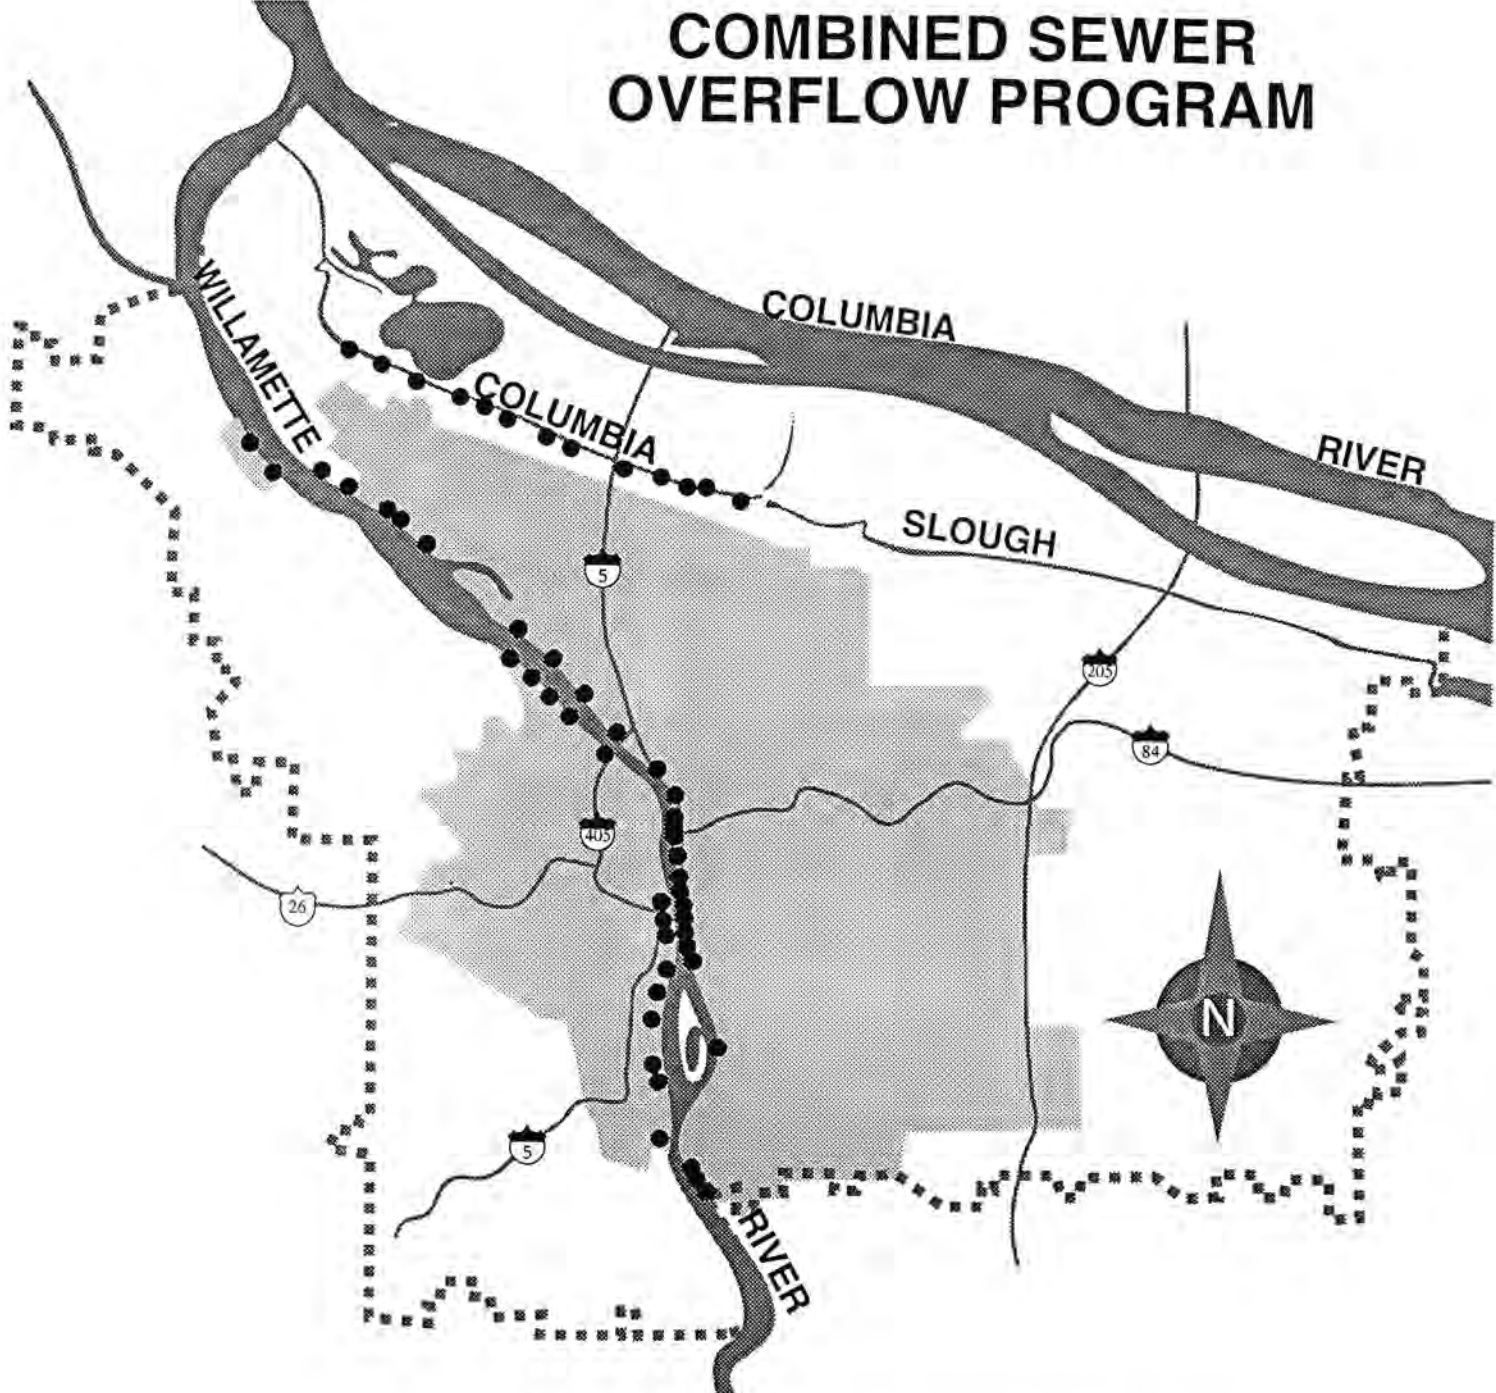 COMBINED SEWER
OVERFLOW PROGRAM
WILLAMETTE
COLUMBIA
COLUMBIA
RIVER
SLOUGH
5
205
84
405
26
N
5
RIVER